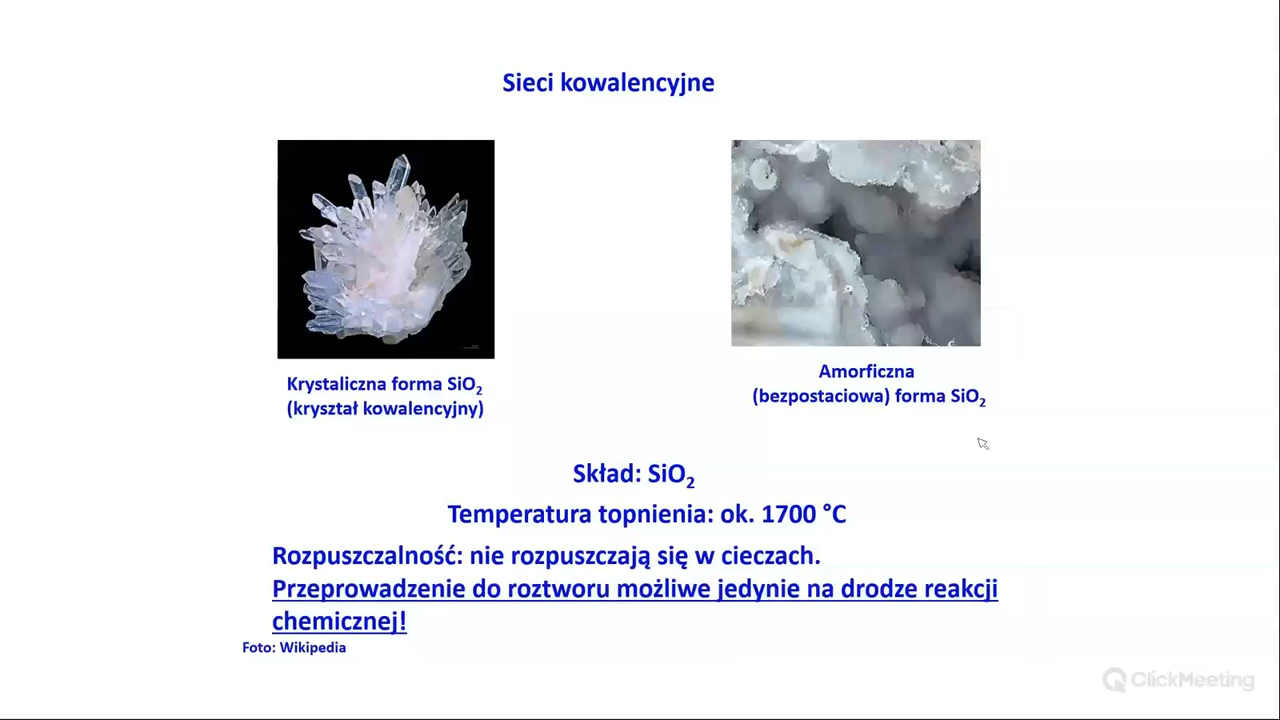 Sieci kowalencyjne
Krystaliczna forma SiO₂
(kryształ kowalencyjny)
Amorficzna
(bezpostaciowa) forma SiO₂
Skład: SiO₂
Temperatura topnienia: ok. 1700 °C
Rozpuszczalność: nie rozpuszczają się w cieczach.
Przeprowadzenie do roztworu możliwe jedynie na drodze reakcji
chemicznej!
Foto: Wikipedia
ClickMeeting